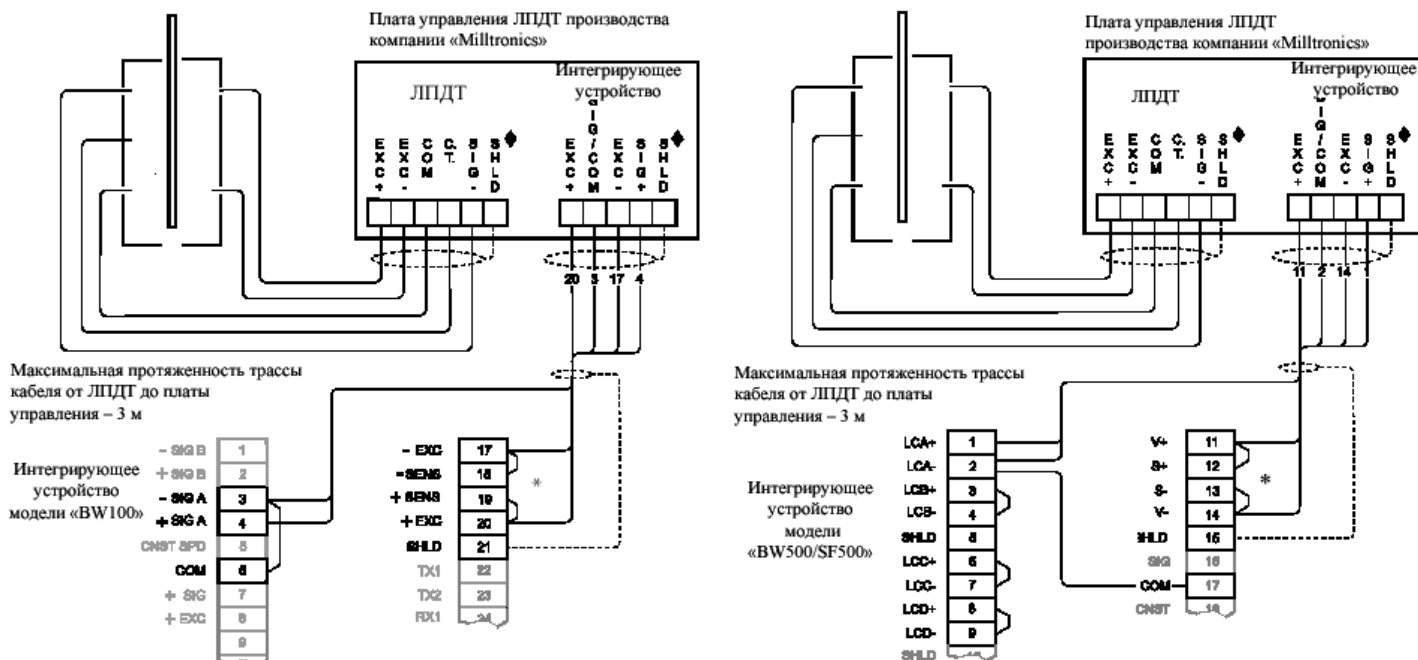 Плата управления ЛПДТ производства
компании «Milltronics»
Интегрирующее
устройство
ЛПДТ
EXC+
EXC-
COM
C.T.
SIG-
SHLD
EXC+
SIG/COM
EXC-
SIG+
SHLD
20 3 17 4
Максимальная протяженность трассы
кабеля от ЛПДТ до платы
управления – 3 м
Интегрирующее
устройство
модели «BW100»
- SIG B 1
+ SIG B 2
- SIG A 3
+ SIG A 4
CNST SPD 5
COM 6
+ SIG 7
+ EXC 8
9
- EXC 17
- SENS 18
+ SENS 19
+ EXC 20
SHLD 21
TX1 22
TX2 23
RX1 24
*
Плата управления ЛПДТ
производства компании «Milltronics»
Интегрирующее
устройство
ЛПДТ
EXC+
EXC-
COM
C.T.
SIG-
SHLD
EXC+
SIG/COM
EXC-
SIG+
SHLD
11 2 14 1
Максимальная протяженность трассы
кабеля от ЛПДТ до платы
управления – 3 м
Интегрирующее
устройство
модели
«BW500/SF500»
LCA+ 1
LCA- 2
LCB+ 3
LCB- 4
SHLD 5
LCC+ 6
LCC- 7
LCD+ 8
LCD- 9
SHLD
V+ 11
S+ 12
S- 13
V- 14
SHLD 15
SIG 16
COM 17
CNST 18
*